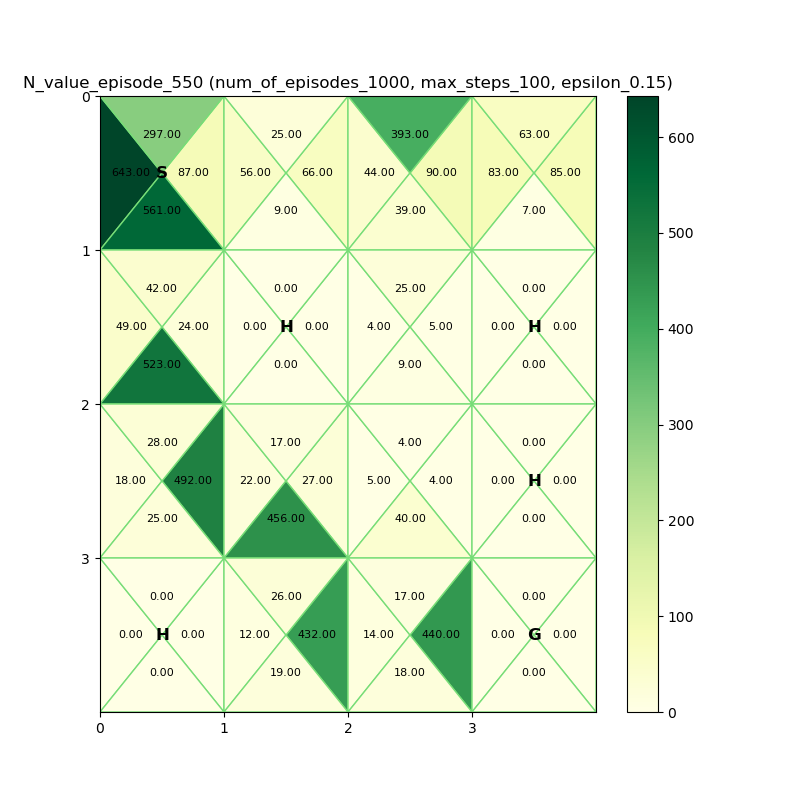 N_value_episode_550 (num_of_episodes_1000, max_steps_100, epsilon_0.15)
0
297.00 25.00 393.00 63.00
643.00 S 87.00 56.00 66.00 44.00 90.00 83.00 85.00
561.00 9.00 39.00 7.00
1
42.00 0.00 25.00 0.00
49.00 24.00 0.00 H 0.00 4.00 5.00 0.00 H 0.00
523.00 0.00 9.00 0.00
2
28.00 17.00 4.00 0.00
18.00 492.00 22.00 27.00 5.00 4.00 0.00 H 0.00
25.00 456.00 40.00 0.00
3
0.00 26.00 17.00 0.00
0.00 H 0.00 12.00 432.00 14.00 440.00 0.00 G 0.00
0.00 19.00 18.00 0.00
0 1 2 3
600
500
400
300
200
100
0